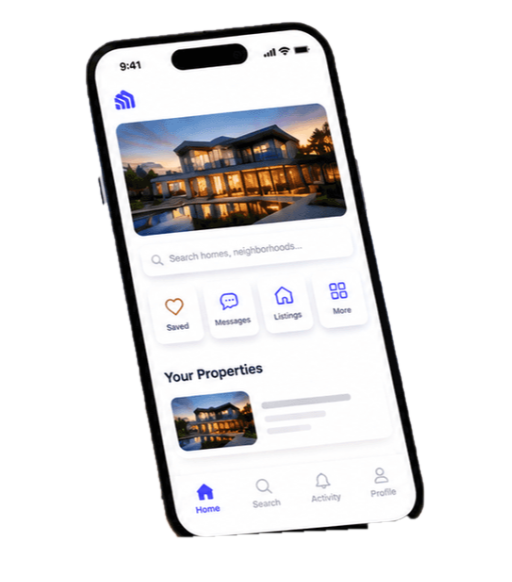 9:41
Search homes, neighborhoods...
Saved
Messages
Listings
More
Your Properties
Home
Search
Activity
Profile